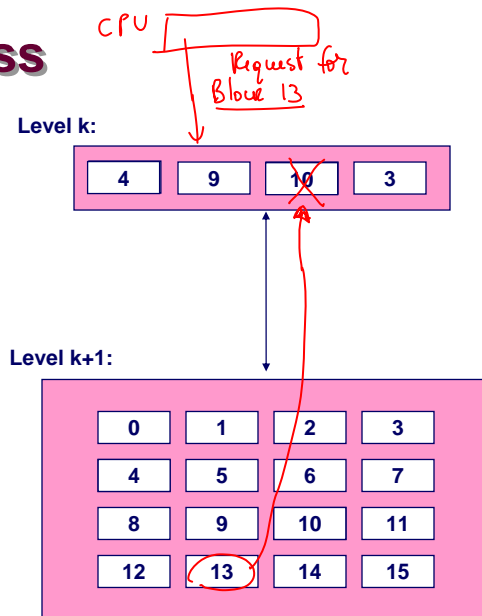 CPU
ss
Request for
Block 13
Level k:
4 9 10 3
Level k+1:
0 1 2 3
4 5 6 7
8 9 10 11
12 13 14 15